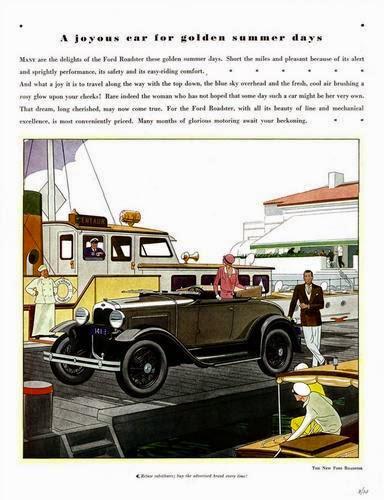 A joyous car for golden summer days
MANY are the delights of the Ford Roadster these golden summer days. Short the miles and pleasant because of its alert
and sprightly performance, its safety and its easy-riding comfort. * * * * *
And what a joy it is to travel along the way with the top down, the blue sky overhead and the fresh, cool air brushing a
rosy glow upon your cheeks! Rare indeed the woman who has not hoped that some day such a car might be her very own.
That dream, long cherished, may now come true. For the Ford Roadster, with all its beauty of line and mechanical
excellence, is most conveniently priced. Many months of glorious motoring await your beckoning. * *
CENTAUR
THE NEW FORD ROADSTER
Refuse substitutes; buy the advertised brand every time!